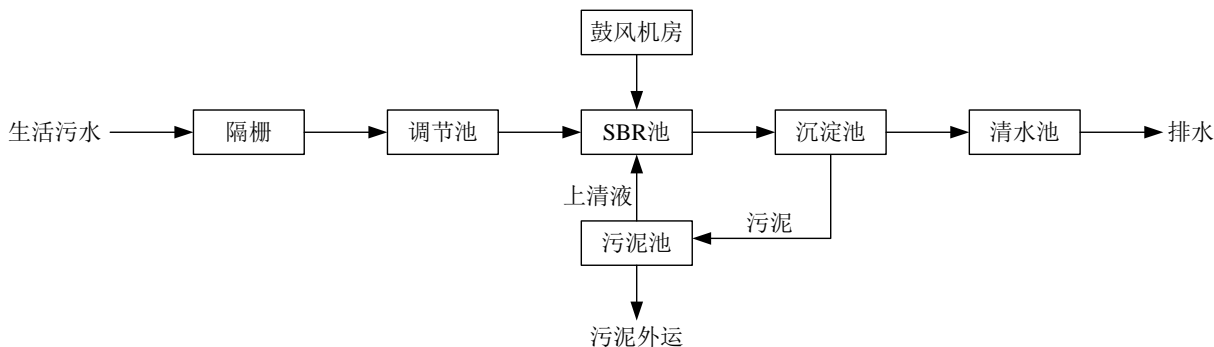 鼓风机房
生活污水
隔栅
调节池
SBR池
沉淀池
清水池
排水
上清液
污泥
污泥池
污泥外运